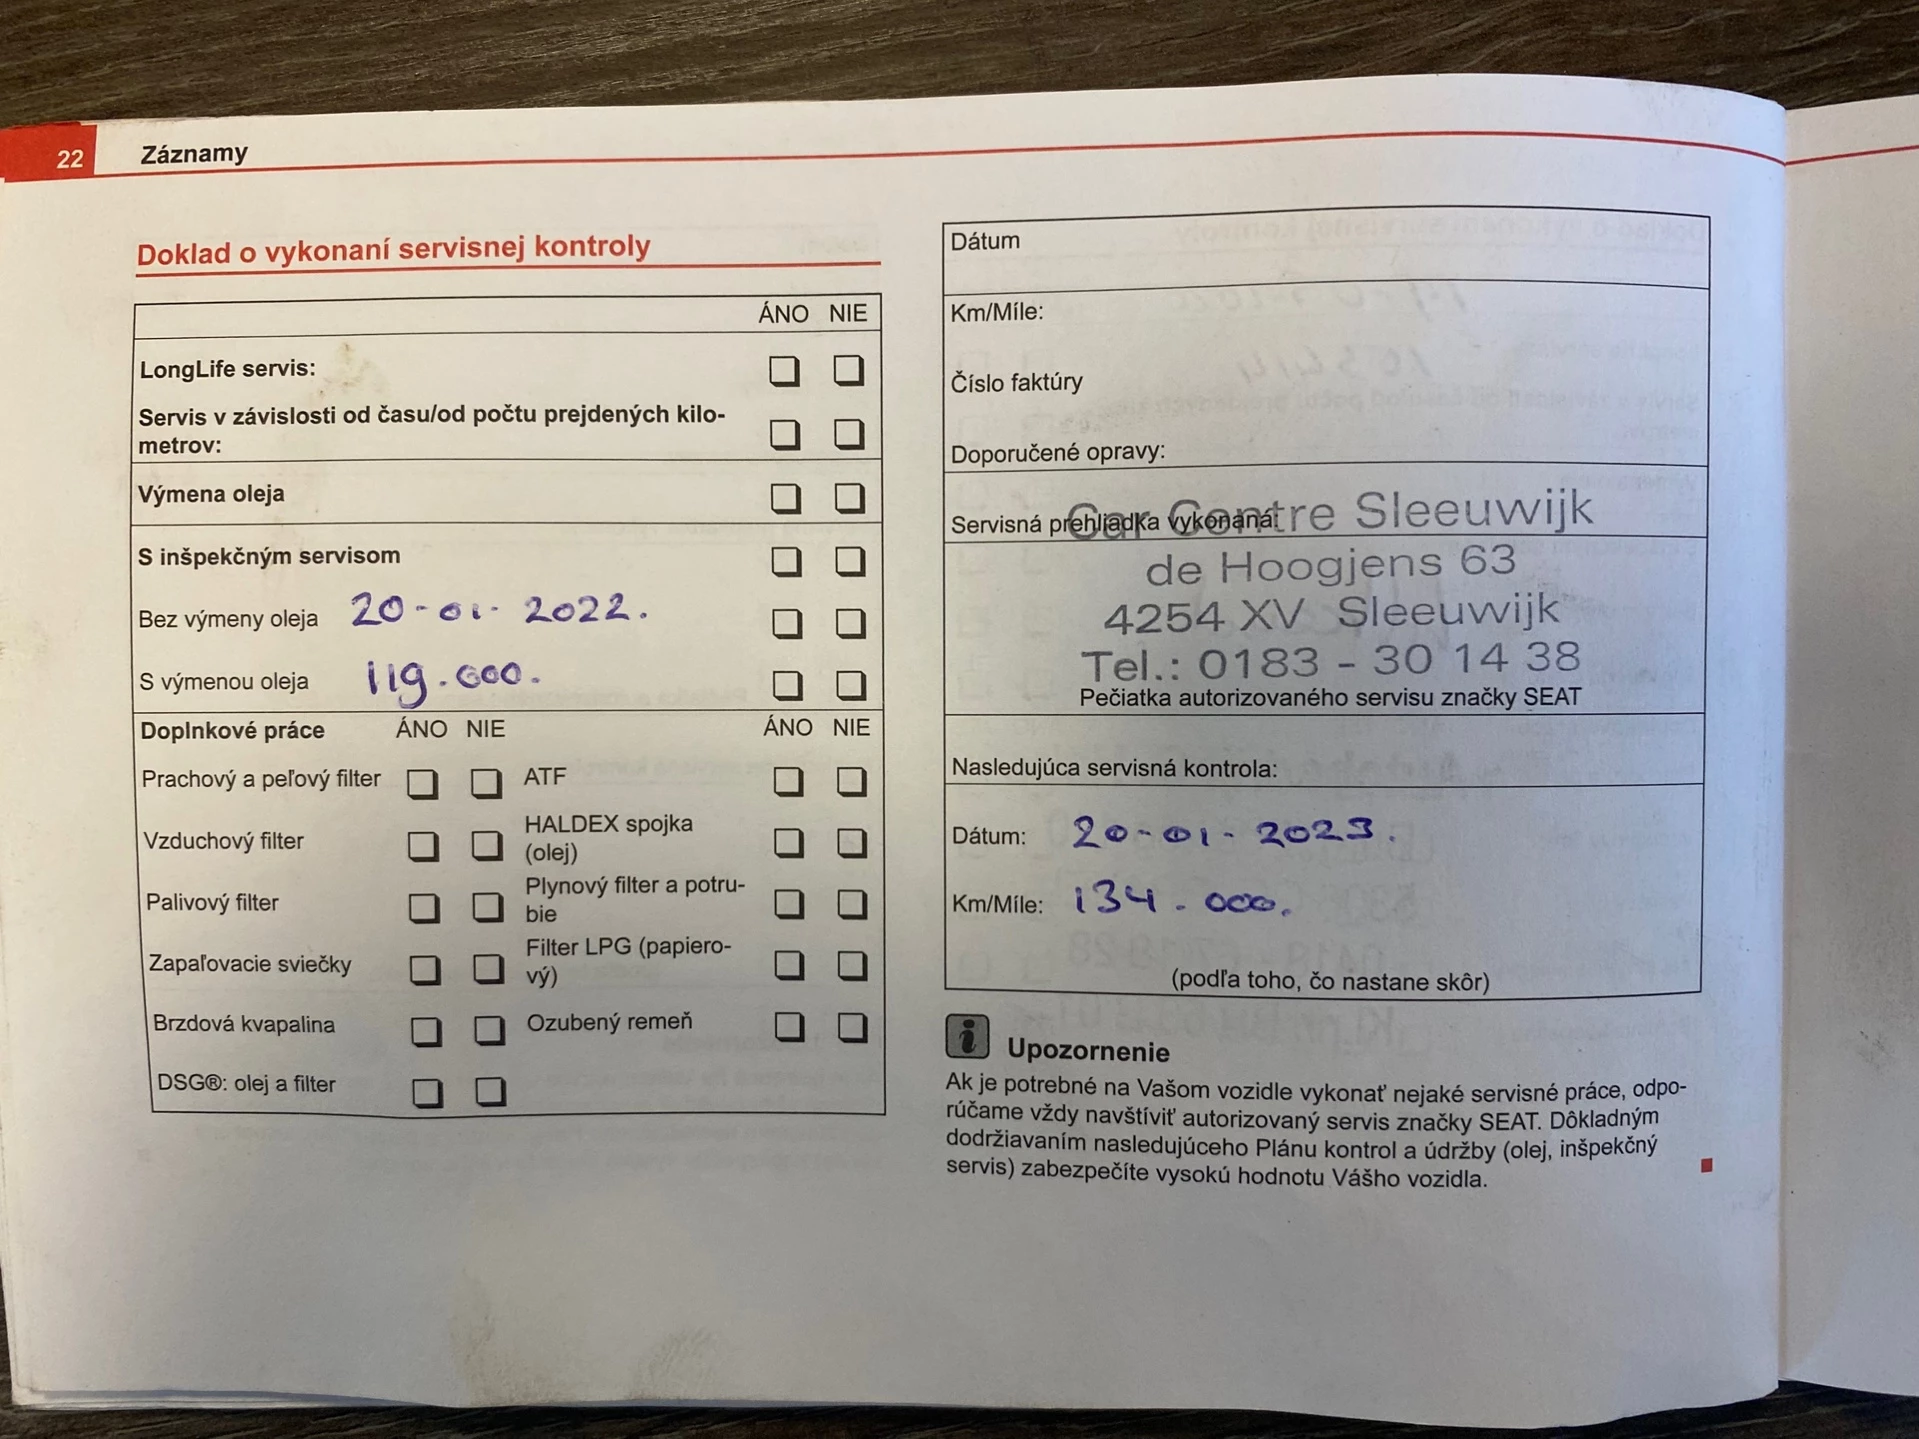 22
Záznamy
Doklad o vykonaní servisnej kontroly
ÁNO NIE
LongLife servis:
Servis v závislosti od času/od počtu prejdených kilo-
metrov:
Výmena oleja
S inšpekčným servisom
Bez výmeny oleja 20-01-2022.
S výmenou oleja 119.000.
Doplnkové práce ÁNO NIE ÁNO NIE
Prachový a peľový filter ATF
Vzduchový filter HALDEX spojka
(olej)
Palivový filter Plynový filter a potru-
bie
Zapaľovacie sviečky Filter LPG (papiero-
vý)
Brzdová kvapalina Ozubený remeň
DSG®: olej a filter
Dátum
Km/Míle:
Číslo faktúry
Doporučené opravy:
Servisná prehliadka vykonaná
Car Centre Sleeuwijk
de Hoogjens 63
4254 XV Sleeuwijk
Tel.: 0183 - 30 14 38
Pečiatka autorizovaného servisu značky SEAT
Nasledujúca servisná kontrola:
Dátum: 20-01-2023.
Km/Míle: 134.000.
(podľa toho, čo nastane skôr)
i Upozornenie
Ak je potrebné na Vašom vozidle vykonať nejaké servisné práce, odpo-
rúčame vždy navštíviť autorizovaný servis značky SEAT. Dôkladným
dodržiavaním nasledujúceho Plánu kontrol a údržby (olej, inšpekčný
servis) zabezpečíte vysokú hodnotu Vášho vozidla.